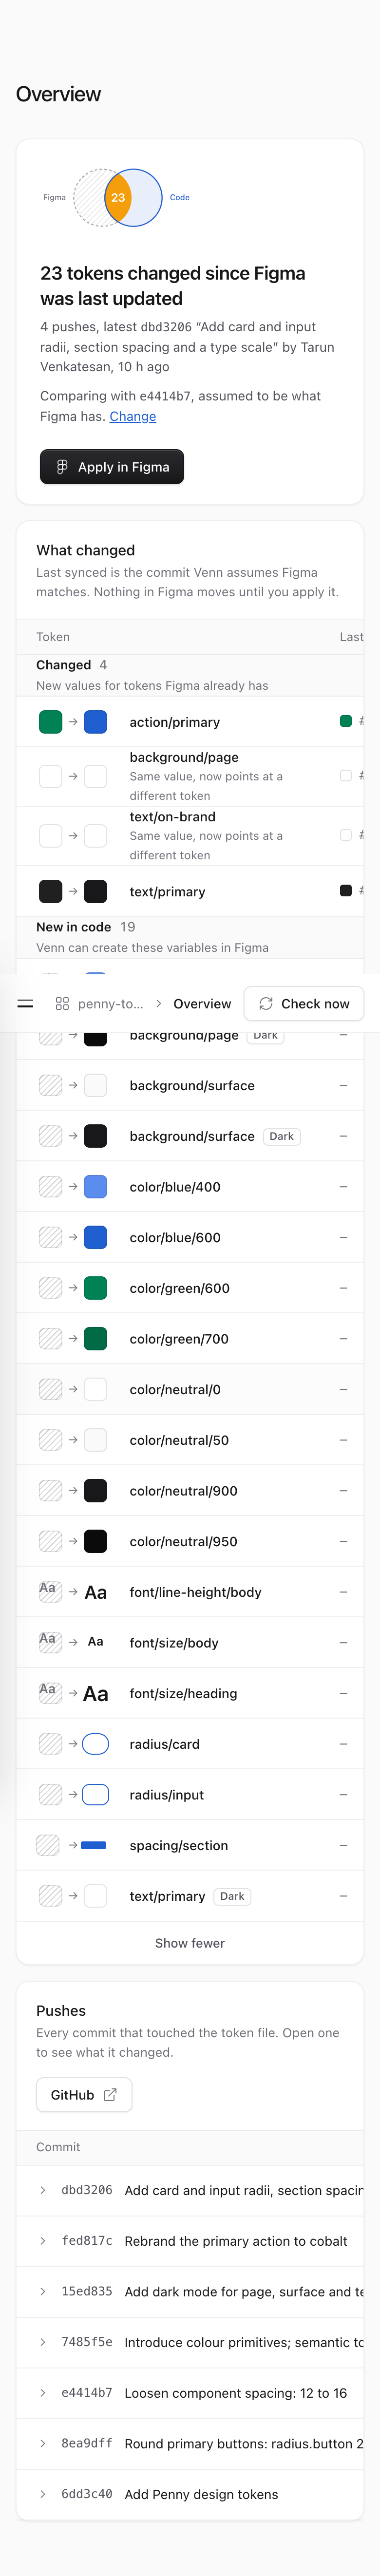 Overview
Figma
23
Code
23 tokens changed since Figma
was last updated
4 pushes, latest dbd3206 “Add card and input
radii, section spacing and a type scale” by Tarun
Venkatesan, 10 h ago
Comparing with e4414b7, assumed to be what
Figma has. Change
Apply in Figma
What changed
Last synced is the commit Venn assumes Figma
matches. Nothing in Figma moves until you apply it.
Token Last
Changed 4
New values for tokens Figma already has
action/primary #
background/page
Same value, now points at a
different token
#
text/on-brand
Same value, now points at a
different token
#
text/primary #
New in code 19
Venn can create these variables in Figma
penny-to... Overview Check now
background/page Dark –
background/surface –
background/surface Dark –
color/blue/400 –
color/blue/600 –
color/green/600 –
color/green/700 –
color/neutral/0 –
color/neutral/50 –
color/neutral/900 –
color/neutral/950 –
Aa Aa font/line-height/body –
Aa Aa font/size/body –
Aa Aa font/size/heading –
radius/card –
radius/input –
spacing/section –
text/primary Dark –
Show fewer
Pushes
Every commit that touched the token file. Open one
to see what it changed.
GitHub
Commit
dbd3206 Add card and input radii, section spacin
fed817c Rebrand the primary action to cobalt
15ed835 Add dark mode for page, surface and te
7485f5e Introduce colour primitives; semantic to
e4414b7 Loosen component spacing: 12 to 16
8ea9dff Round primary buttons: radius.button 2
6dd3c40 Add Penny design tokens